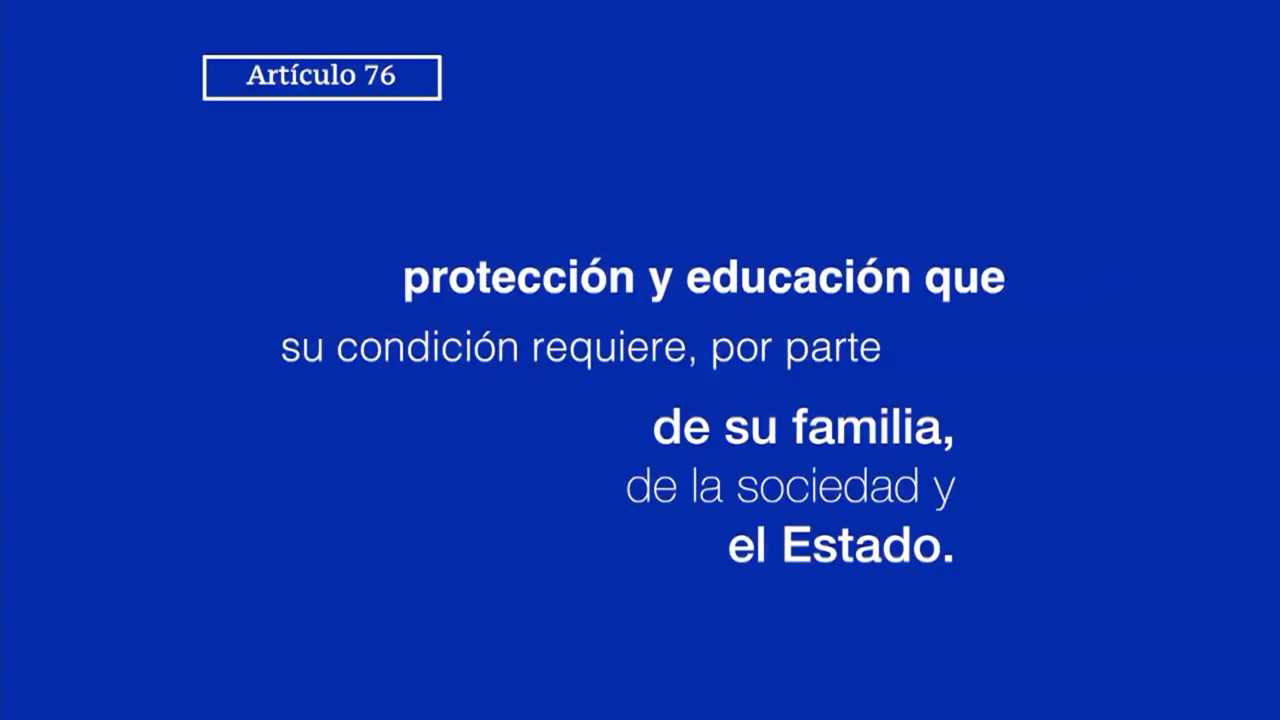 Artículo 76
protección y educación que
su condición requiere, por parte
de su familia,
de la sociedad y
el Estado.